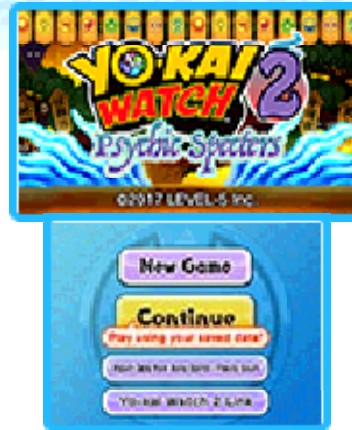 YO-KAI
WATCH 2
Psychic Specters
©2017 LEVEL-5 Inc.
New Game
Continue
Play using your saved data!
Yo-kai Watch 2 Link